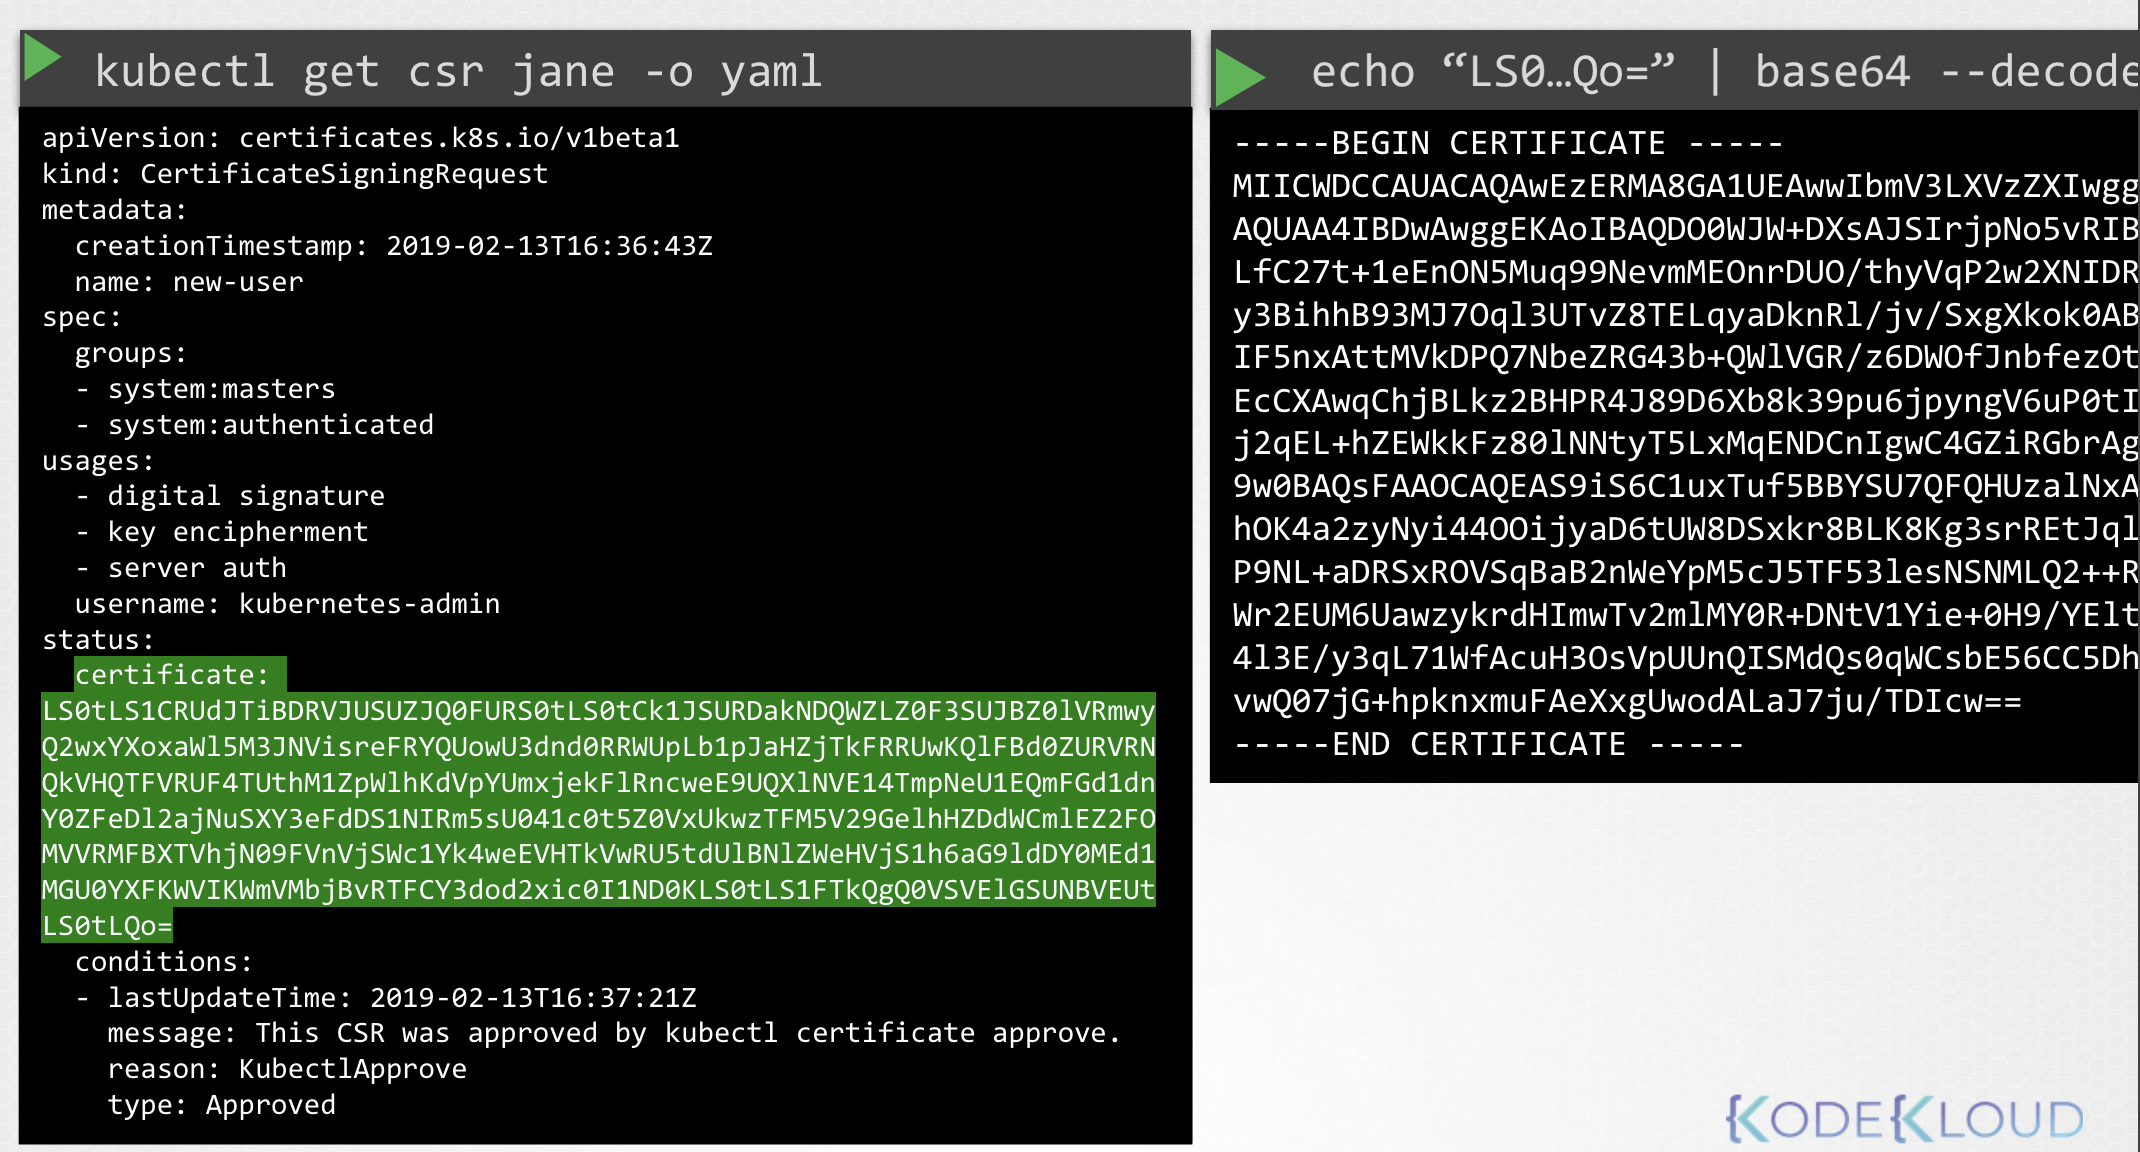 kubectl get csr jane -o yaml
apiVersion: certificates.k8s.io/v1beta1
kind: CertificateSigningRequest
metadata:
  creationTimestamp: 2019-02-13T16:36:43Z
  name: new-user
spec:
  groups:
  - system:masters
  - system:authenticated
usages:
  - digital signature
  - key encipherment
  - server auth
  username: kubernetes-admin
status:
  certificate:
LS0tLS1CRUdJTiBDRVJUSUZJQ0FURS0tLS0tCk1JSURDakNDQWZLZ0F3SUJBZ0lVRmwy
Q2wxYXoxaWl5M3JNVisreFRYQUowU3dnd0RRWUpLb1pJaHZjTkFRRUwKQlFBd0ZURVRN
QkVHQTFVRUF4TUthM1ZpWlhKdVpYUmxjekFlRncweE9UQXlNVE14TmpNeU1EQmFGd1dn
Y0ZFeDl2ajNuSXY3eFdDS1NIRm5sU041c0t5Z0VxUkwzTFM5V29GelhHZDdWCmlEZ2FO
MVVRMFBXTVhjN09FVnVjSWc1Yk4weEVHTkVwRU5tdUlBNlZWeHVjS1h6aG9ldDY0MEd1
MGU0YXFKWVIKWmVMbjBvRTFCY3dod2xic0I1ND0KLS0tLS1FTkQgQ0VSVElGSUNBVEUt
LS0tLQo=
  conditions:
  - lastUpdateTime: 2019-02-13T16:37:21Z
    message: This CSR was approved by kubectl certificate approve.
    reason: KubectlApprove
    type: Approved
echo “LS0…Qo=” | base64 --decode
-----BEGIN CERTIFICATE -----
MIICWDCCAUACAQAwEzERMA8GA1UEAwwIbmV3LXVzZXIwgg
AQUAA4IBDwAwggEKAoIBAQDO0WJW+DXsAJSIrjpNo5vRIB
LfC27t+1eEnON5Muq99NevmMEOnrDUO/thyVqP2w2XNIDR
y3BihhB93MJ7Oql3UTvZ8TELqyaDknRl/jv/SxgXkok0AB
IF5nxAttMVkDPQ7NbeZRG43b+QWlVGR/z6DWOfJnbfezOt
EcCXAwqChjBLkz2BHPR4J89D6Xb8k39pu6jpyngV6uP0tI
j2qEL+hZEWkkFz80lNNtyT5LxMqENDCnIgwC4GZiRGbrAg
9w0BAQsFAAOCAQEAS9iS6C1uxTuf5BBYSU7QFQHUzalNxA
hOK4a2zyNyi44OOijyaD6tUW8DSxkr8BLK8Kg3srREtJql
P9NL+aDRSxROVSqBaB2nWeYpM5cJ5TF53lesNSNMLQ2++R
Wr2EUM6UawzykrdHImwTv2mlMY0R+DNtV1Yie+0H9/YElt
4l3E/y3qL71WfAcuH3OsVpUUnQISMdQs0qWCsbE56CC5Dh
vwQ07jG+hpknxmuFAeXxgUwodALaJ7ju/TDIcw==
-----END CERTIFICATE -----
KODEKLOUD